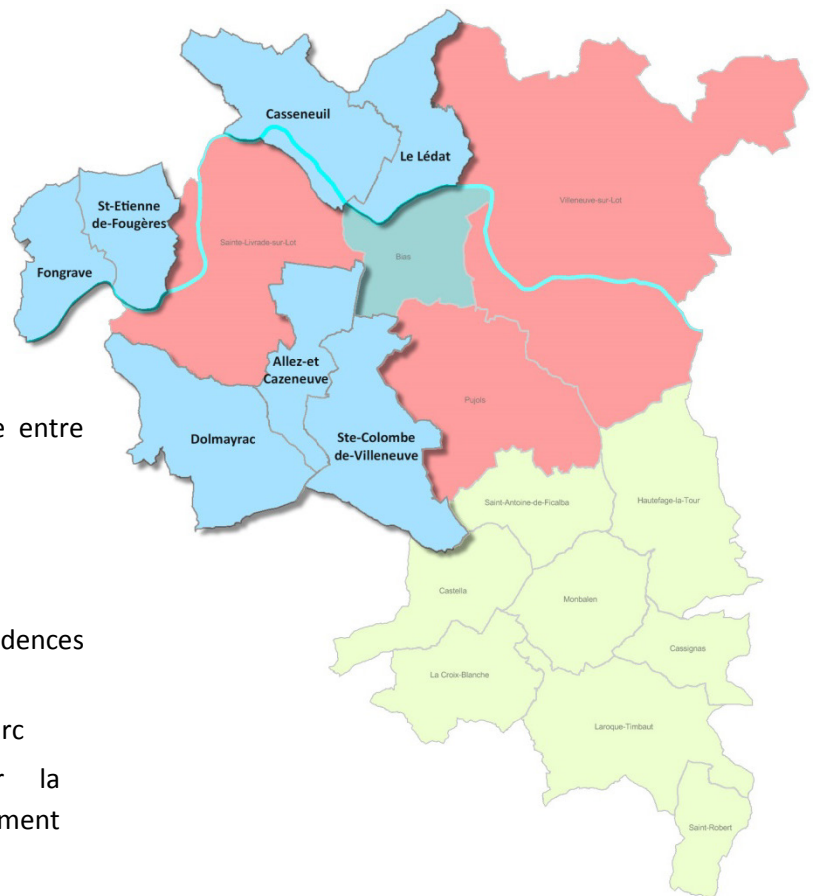 Casseneuil
Le Lédat
St-Etienne
de-Fougères
Fongrave
Sainte-Livrade-sur-Lot
Villeneuve-sur-Lot
Bias
Allez-et
Cazeneuve
Dolmayrac
Ste-Colombe
de-Villeneuve
Pujols
e entre
Saint-Antoine-de-Ficalba
Hautefage-la-Tour
Castella
Monbalen
dences
Cassignas
La Croix-Blanche
rc
Laroque-Timbaut
r la
ment
Saint-Robert